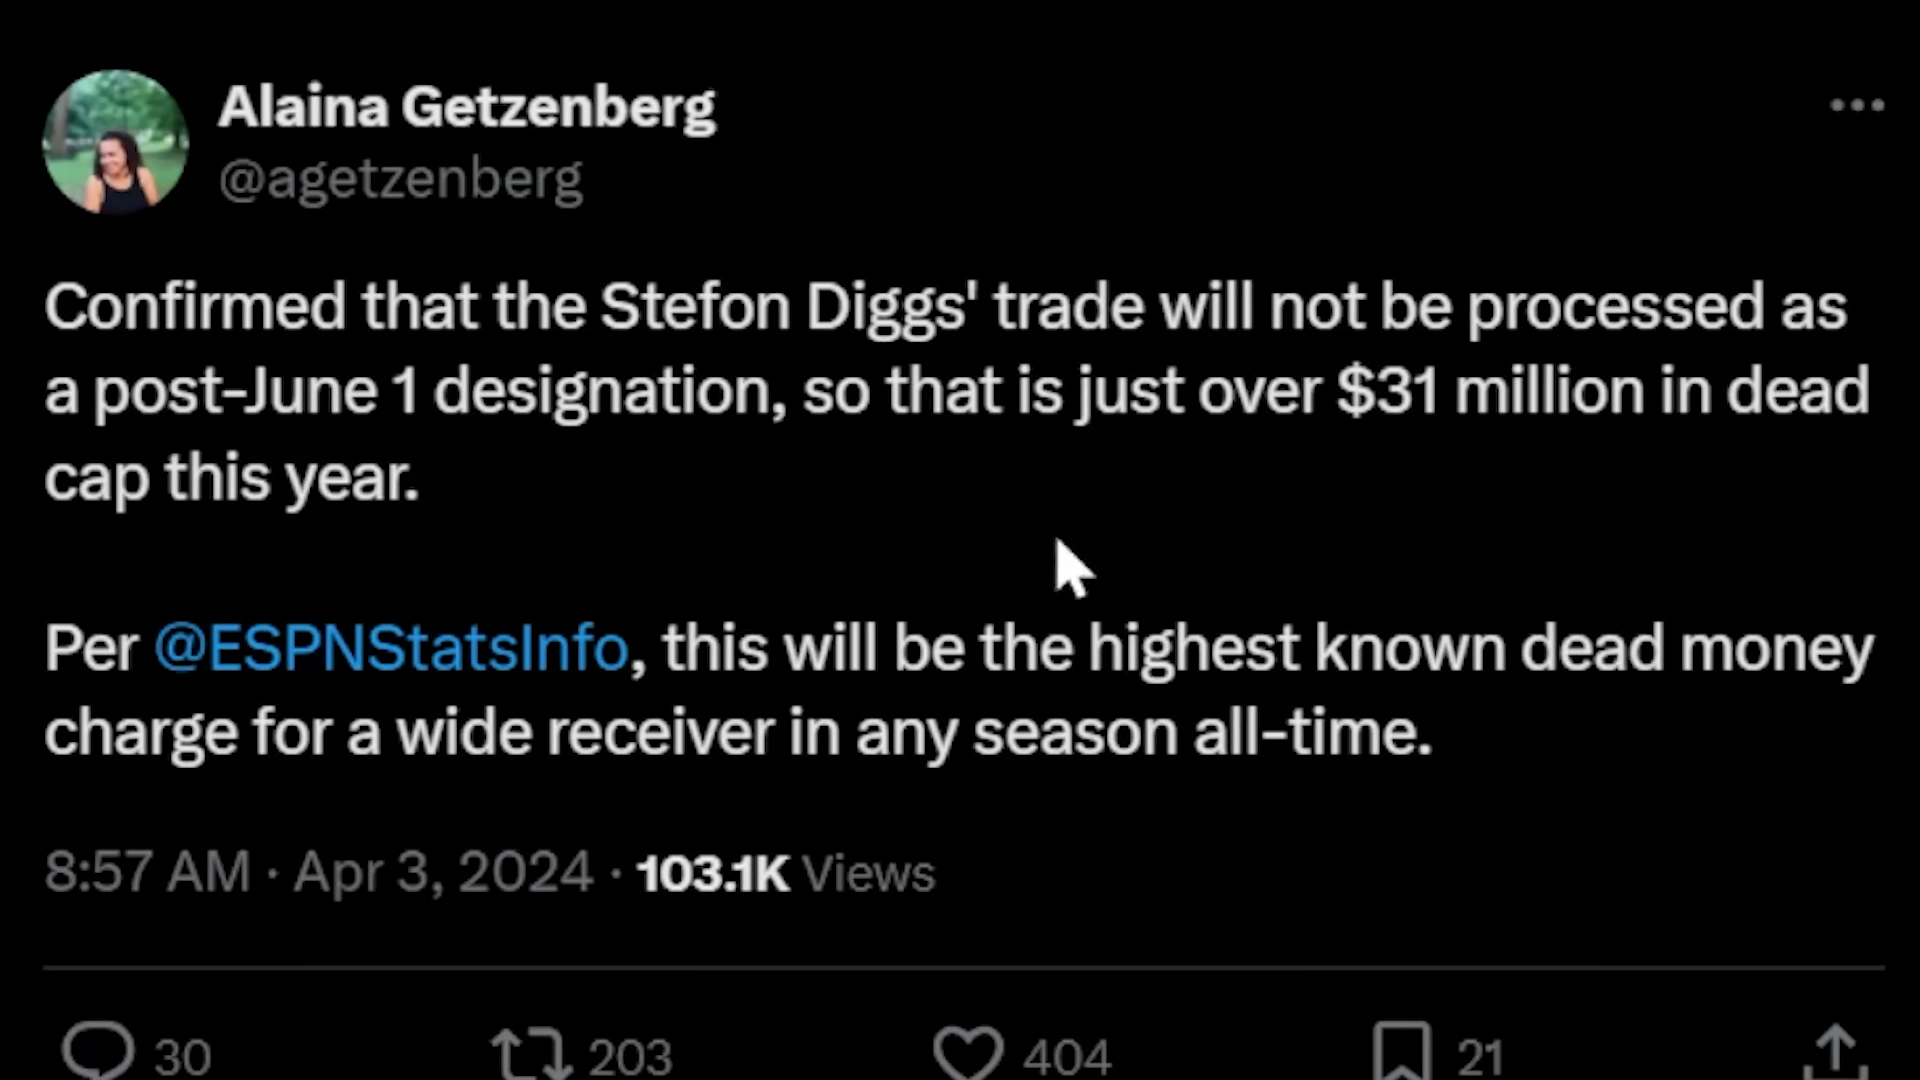 Alaina Getzenberg
@agetzenberg
Confirmed that the Stefon Diggs' trade will not be processed as
a post-June 1 designation, so that is just over $31 million in dead
cap this year.
Per @ESPNStatsInfo, this will be the highest known dead money
charge for a wide receiver in any season all-time.
8:57 AM · Apr 3, 2024 · 103.1K Views
30 203 404 21